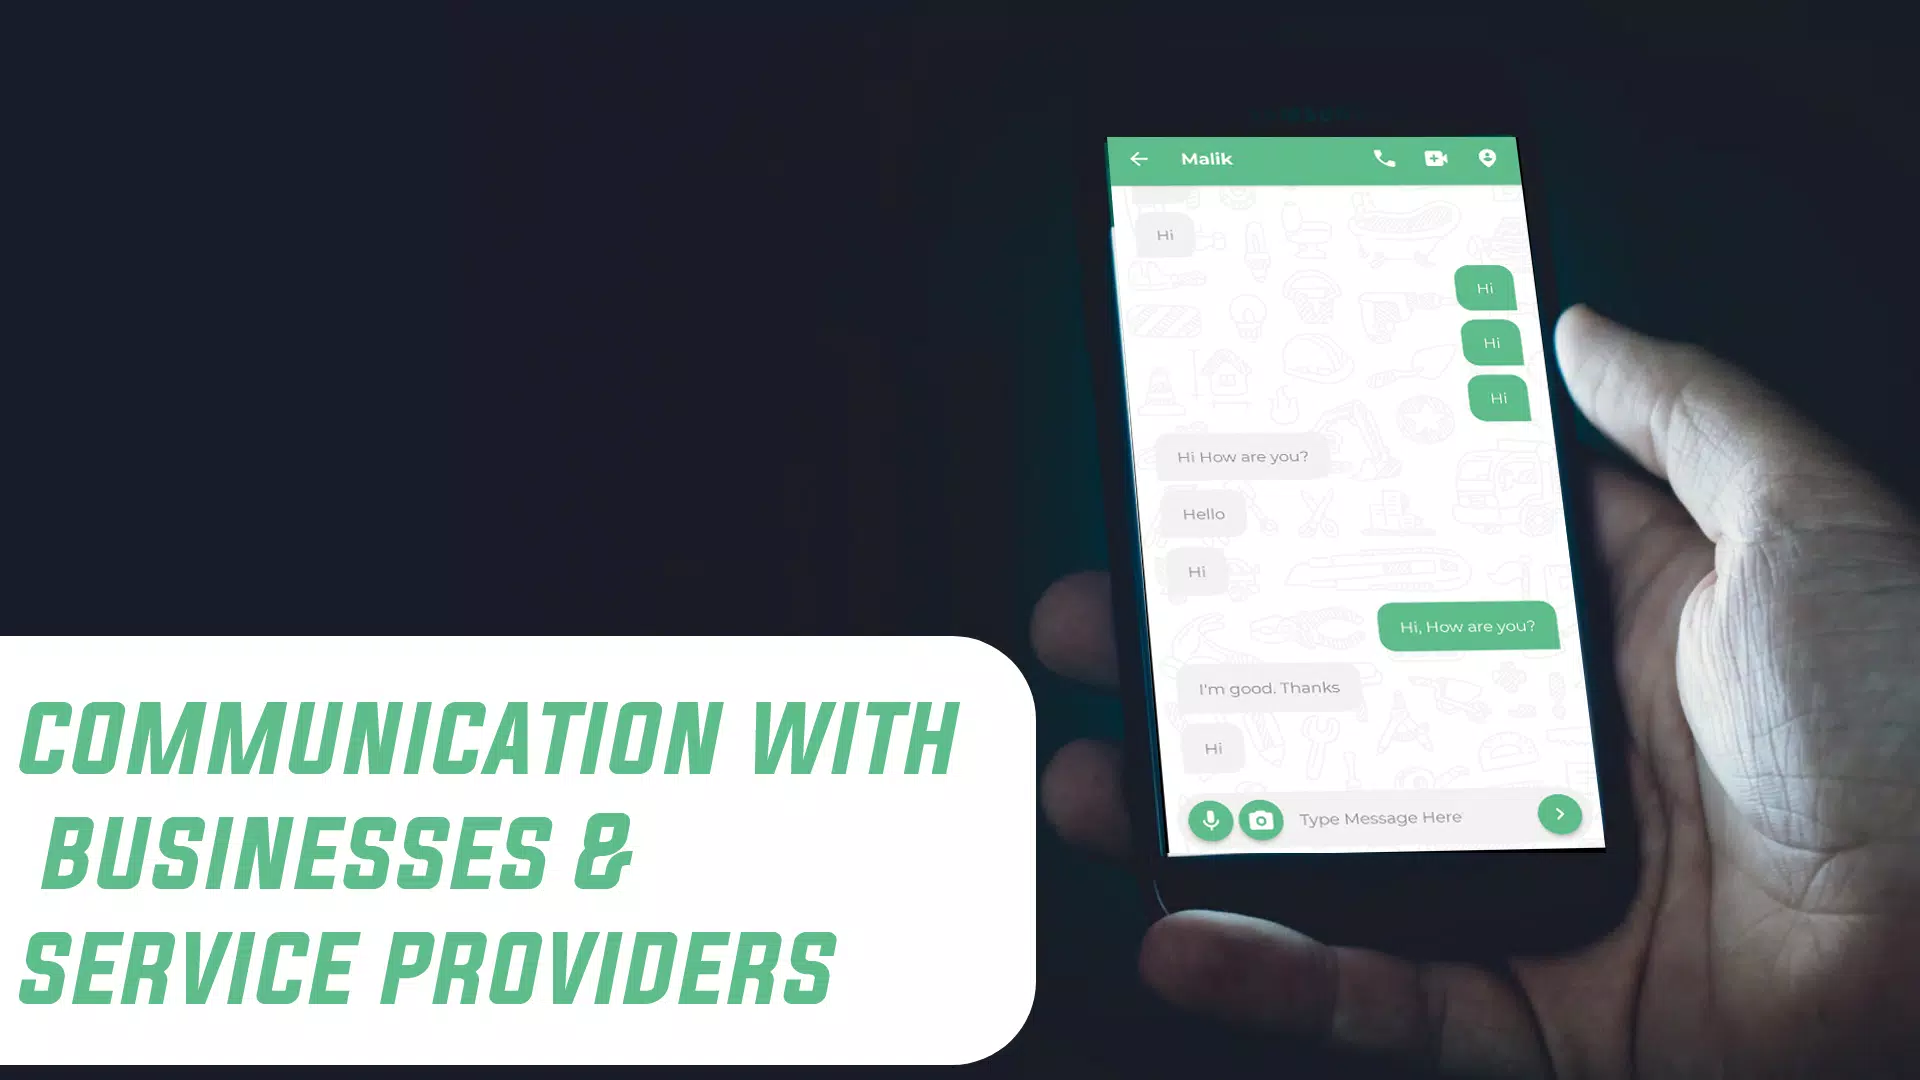 Malik
Hi
Hi
Hi
Hi
Hi How are you?
Hello
Hi
Hi, How are you?
I'm good. Thanks
Hi
Type Message Here
COMMUNICATION WITH
BUSINESSES &
SERVICE PROVIDERS